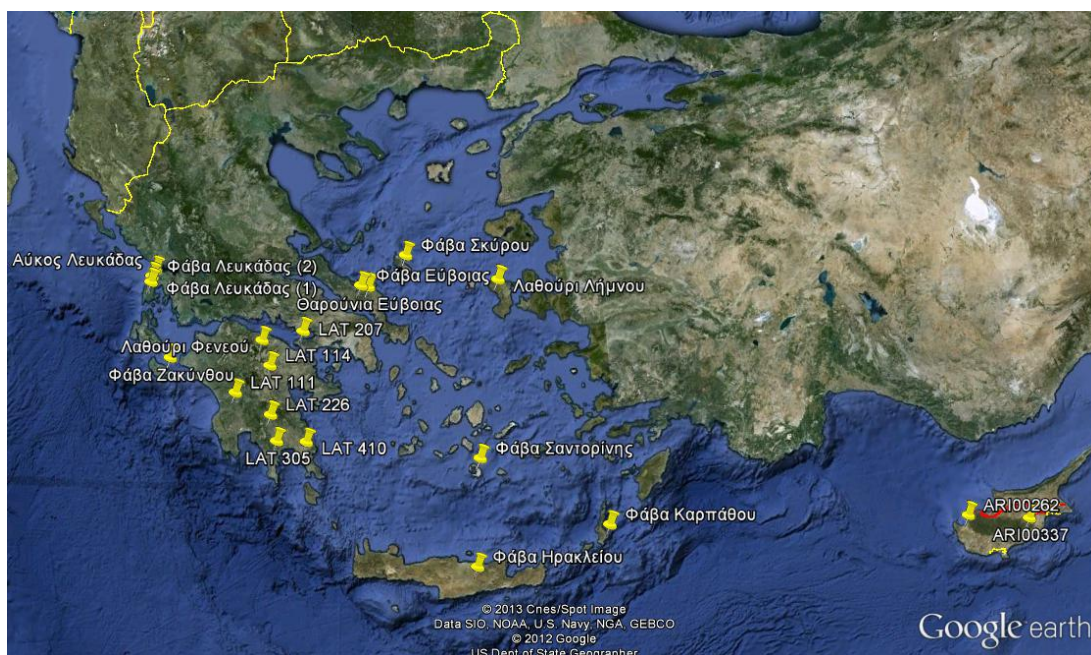 Φάβα Σκύρου
Αύκος Λευκάδας
Φάβα Λευκάδας (2)
Φάβα Εύβοιας
Φάβα Λευκάδας (1)
Λαθούρι Λήμνου
Θαρούνια Εύβοιας
LAT 207
Λαθούρι Φενεού
LAT 114
Φάβα Ζακύνθου
LAT 111
LAT 226
LAT 305
LAT 410
Φάβα Σαντορίνης
ARI00262
Φάβα Καρπάθου
ARI00337
Φάβα Ηρακλείου
© 2013 Cnes/Spot Image
Data SIO, NOAA, U.S. Navy, NGA, GEBCO
© 2012 Google
US Dept of State Geographer
Google earth